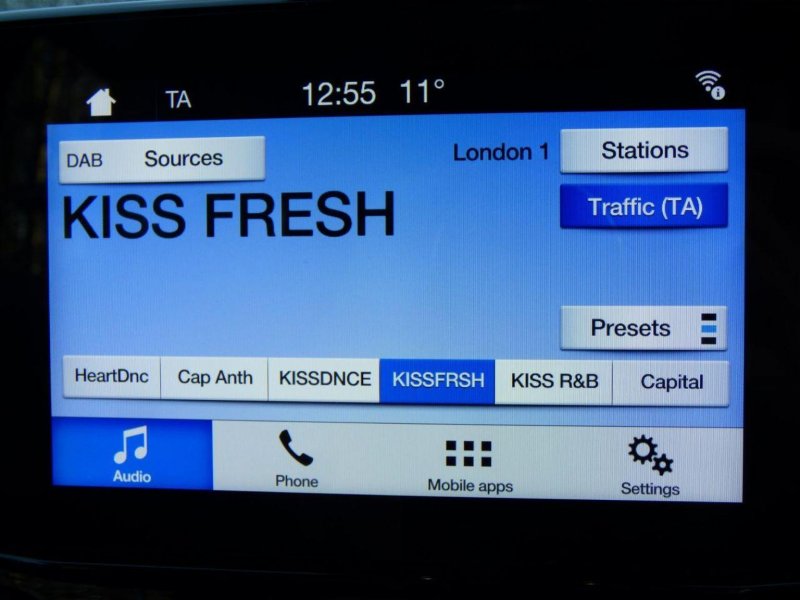 TA 12:55 11°
DAB Sources London 1 Stations
KISS FRESH Traffic (TA)
Presets
HeartDnc Cap Anth KISSDNCE KISSFRSH KISS R&B Capital
Audio Phone Mobile apps Settings